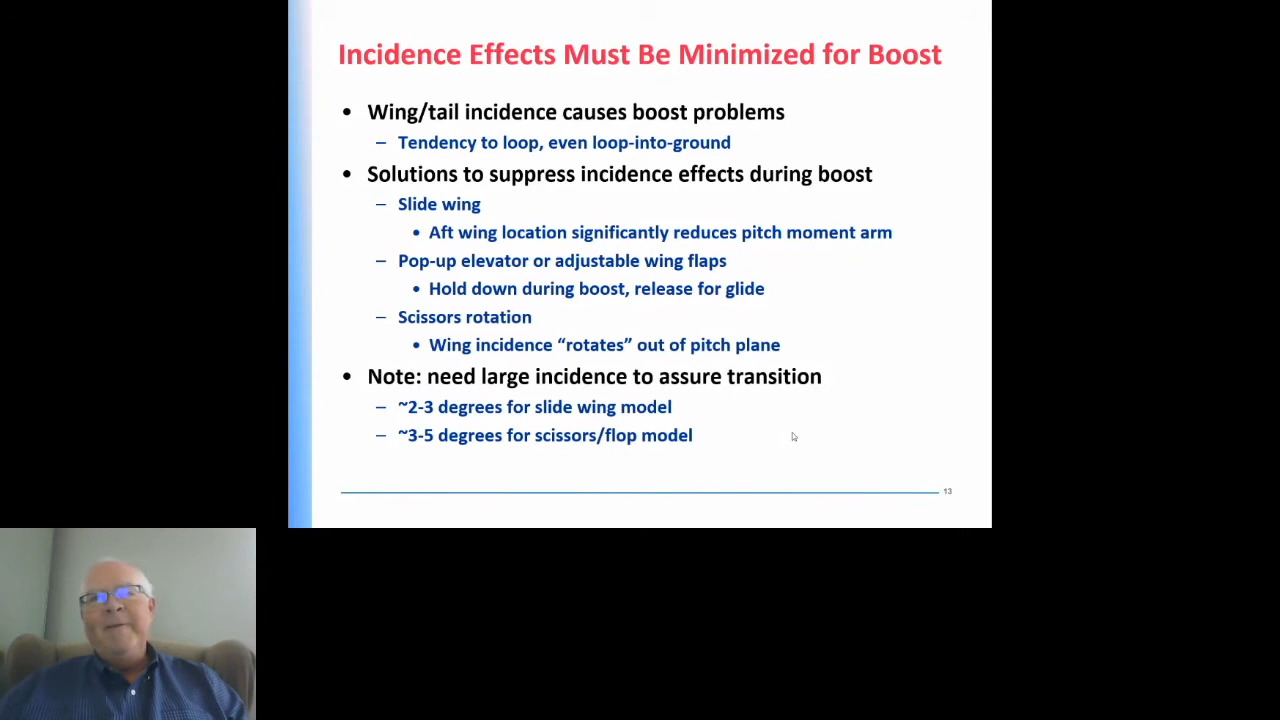 Incidence Effects Must Be Minimized for Boost
• Wing/tail incidence causes boost problems
– Tendency to loop, even loop-into-ground
• Solutions to suppress incidence effects during boost
– Slide wing
• Aft wing location significantly reduces pitch moment arm
– Pop-up elevator or adjustable wing flaps
• Hold down during boost, release for glide
– Scissors rotation
• Wing incidence “rotates” out of pitch plane
• Note: need large incidence to assure transition
– ~2-3 degrees for slide wing model
– ~3-5 degrees for scissors/flop model
13